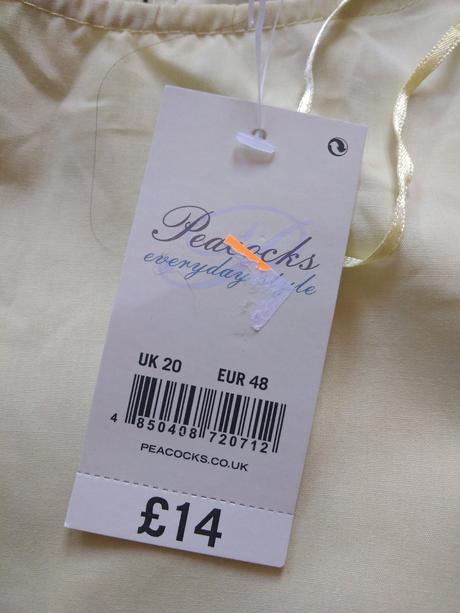 Peacocks
everyday style
UK 20 EUR 48
4 850408 720712
PEACOCKS.CO.UK
£14